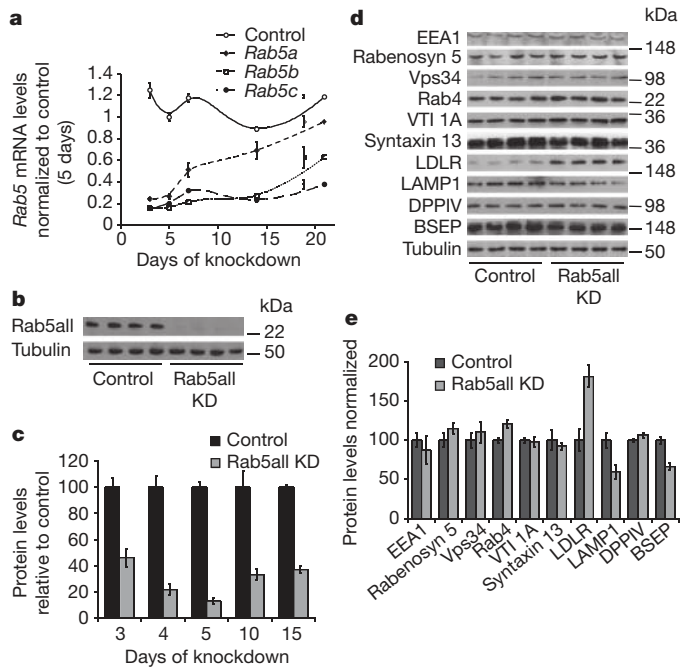 a
Control
Rab5a
Rab5b
Rab5c
Rab5 mRNA levels
normalized to control
(5 days)
1.4
1.2
1
0.8
0.6
0.4
0.2
0
0 5 10 15 20
Days of knockdown
b
kDa
Rab5all
22
Tubulin
50
Control
Rab5all
KD
c
Control
Rab5all KD
Protein levels
relative to control
120
100
80
60
40
20
0
3 4 5 10 15
Days of knockdown
d
kDa
EEA1
148
Rabenosyn 5
Vps34
98
Rab4
22
VTI 1A
36
Syntaxin 13
36
LDLR
148
LAMP1
DPPIV
98
BSEP
148
Tubulin
50
Control
Rab5all
KD
e
Control
Rab5all KD
Protein levels normalized
200
150
100
50
0
EEA1
Rabenosyn 5
Vps34
Rab4
VTI 1A
Syntaxin 13
LDLR
LAMP1
DPPIV
BSEP